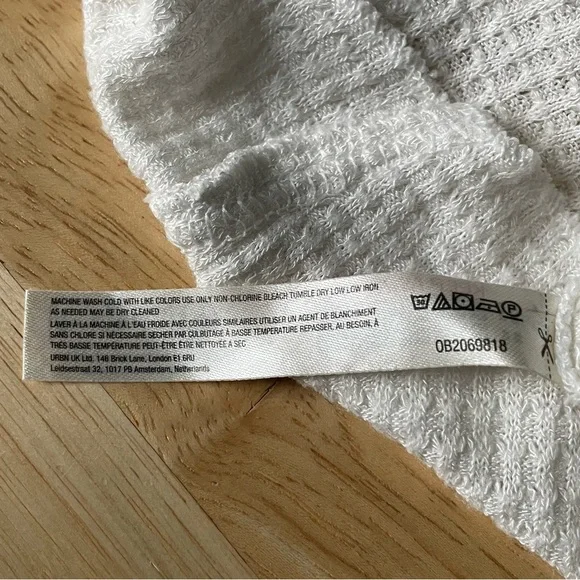 MACHINE WASH COLD WITH LIKE COLORS USE ONLY NON-CHLORINE BLEACH TUMBLE DRY LOW LOW IRON
AS NEEDED MAY BE DRY CLEANED
LAVER À LA MACHINE À L'EAU FROIDE AVEC COULEURS SIMILAIRES UTILISER UN AGENT DE BLANCHIMENT
SANS CHLORE SI NÉCESSAIRE SECHER PAR CULBUTAGE À BASSE TEMPÉRATURE REPASSER, AU BESOIN, À
TRÈS BASSE TEMPÉRATURE PEUT-ÊTRE ÊTRE NETTOYÉE A SEC
URBN UK Ltd. 146 Brick Lane, London E1 6RU
Leidsestraat 32, 1017 PB Amsterdam, Netherlands
P
OB2069818